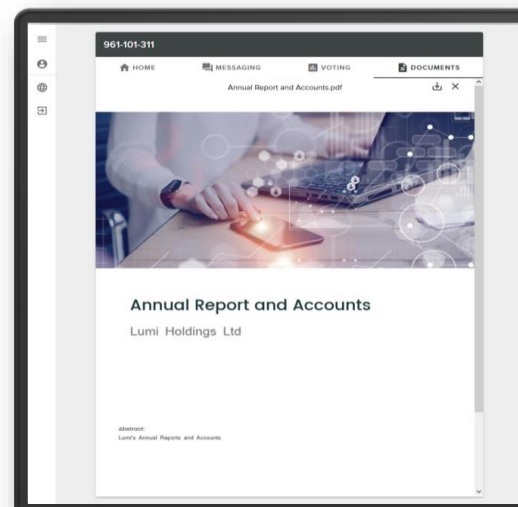 961-101-311
HOME MESSAGING VOTING DOCUMENTS
Annual Report and Accounts.pdf
Annual Report and Accounts
Lumi Holdings Ltd
Abstract:
Lumi's Annual Reports and Accounts